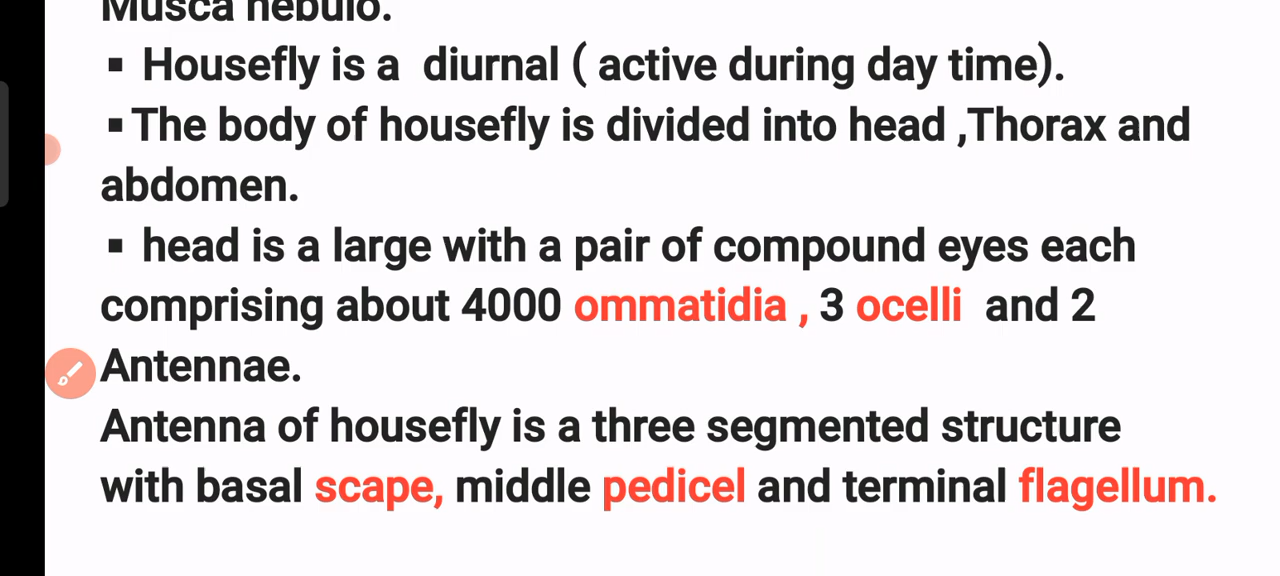 Musca nebulo.
▪ Housefly is a diurnal ( active during day time).
▪The body of housefly is divided into head ,Thorax and
abdomen.
▪ head is a large with a pair of compound eyes each
comprising about 4000 ommatidia , 3 ocelli and 2
Antennae.
Antenna of housefly is a three segmented structure
with basal scape, middle pedicel and terminal flagellum.